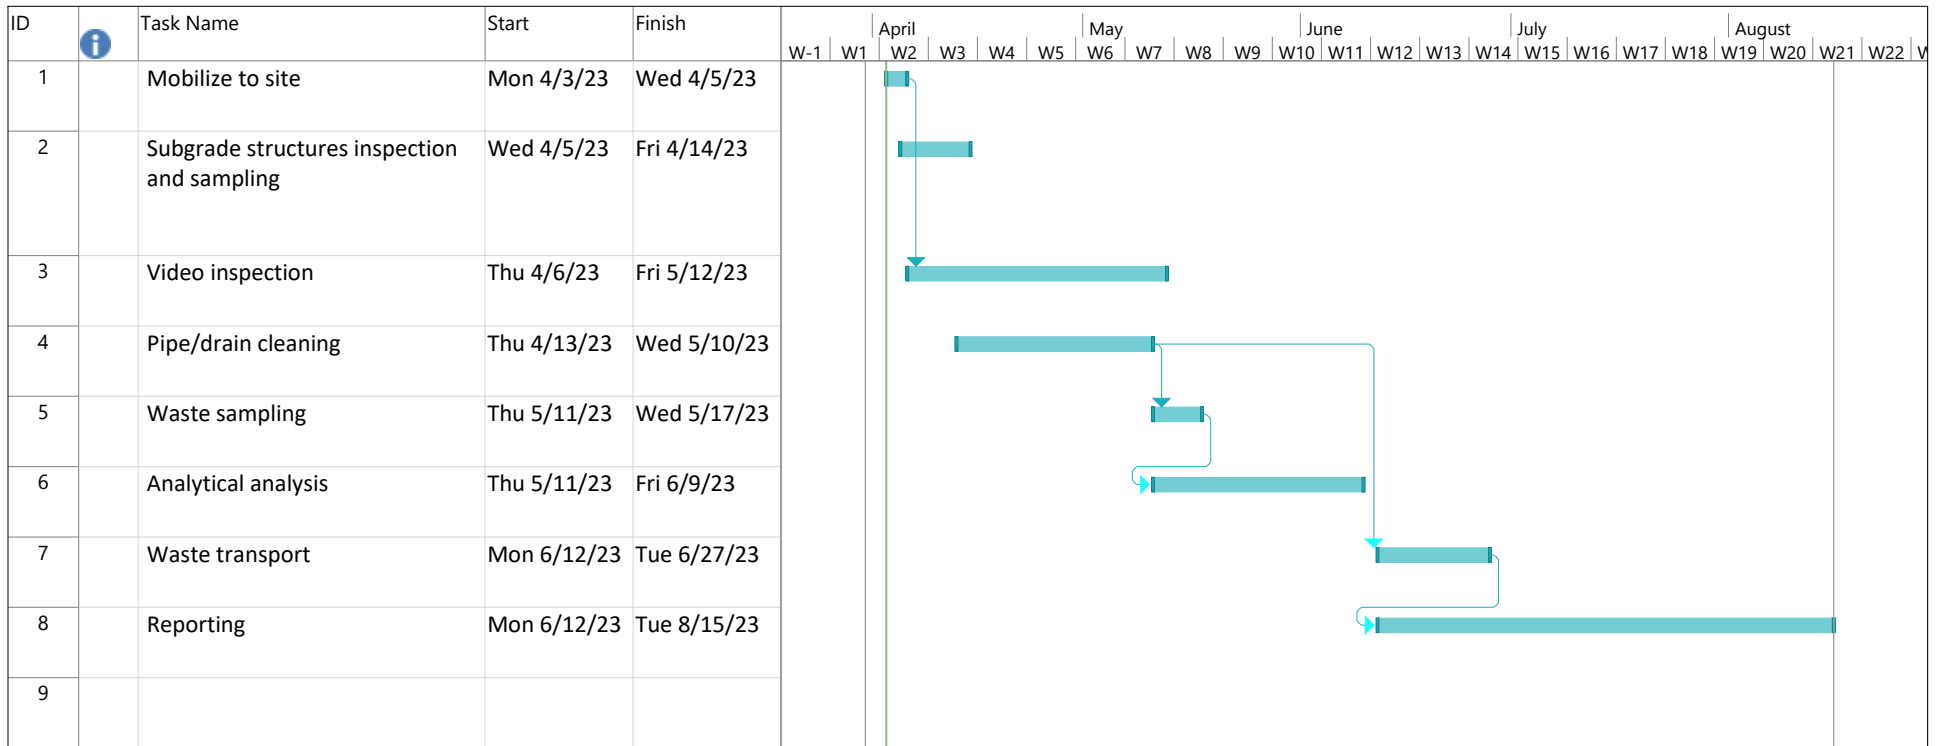 ID Task Name Start Finish April May June July August
W-1 W1 W2 W3 W4 W5 W6 W7 W8 W9 W10 W11 W12 W13 W14 W15 W16 W17 W18 W19 W20 W21 W22 W
1 Mobilize to site Mon 4/3/23 Wed 4/5/23
2 Subgrade structures inspection Wed 4/5/23 Fri 4/14/23
and sampling
3 Video inspection Thu 4/6/23 Fri 5/12/23
4 Pipe/drain cleaning Thu 4/13/23 Wed 5/10/23
5 Waste sampling Thu 5/11/23 Wed 5/17/23
6 Analytical analysis Thu 5/11/23 Fri 6/9/23
7 Waste transport Mon 6/12/23 Tue 6/27/23
8 Reporting Mon 6/12/23 Tue 8/15/23
9